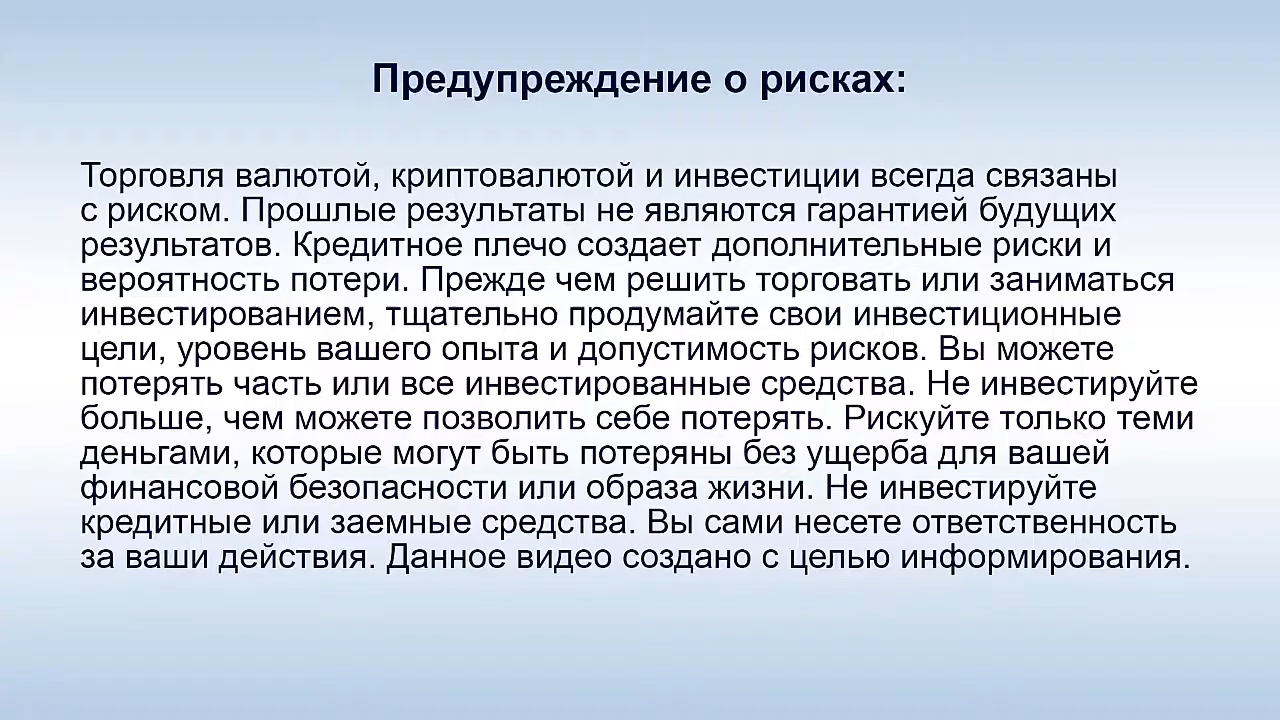 Предупреждение о рисках:
Торговля валютой, криптовалютой и инвестиции всегда связаны
с риском. Прошлые результаты не являются гарантией будущих
результатов. Кредитное плечо создает дополнительные риски и
вероятность потери. Прежде чем решить торговать или заниматься
инвестированием, тщательно продумайте свои инвестиционные
цели, уровень вашего опыта и допустимость рисков. Вы можете
потерять часть или все инвестированные средства. Не инвестируйте
больше, чем можете позволить себе потерять. Рискуйте только теми
деньгами, которые могут быть потеряны без ущерба для вашей
финансовой безопасности или образа жизни. Не инвестируйте
кредитные или заемные средства. Вы сами несете ответственность
за ваши действия. Данное видео создано с целью информирования.